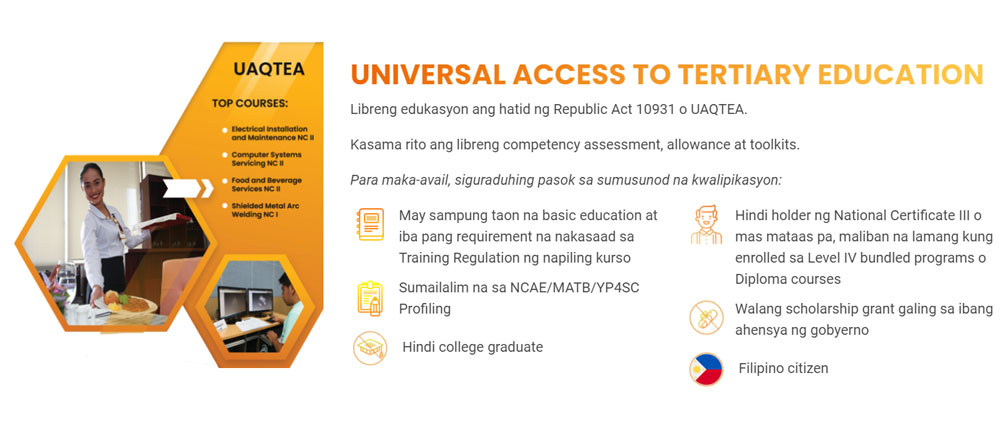 UAQTEA
TOP COURSES:
Electrical Installation
and Maintenance NC II
Computer Systems
Servicing NC II
Food and Beverage
Services NC II
Shielded Metal Arc
Welding NC I
UNIVERSAL ACCESS TO TERTIARY EDUCATION
Libreng edukasyon ang hatid ng Republic Act 10931 o UAQTEA.
Kasama rito ang libreng competency assessment, allowance at toolkits.
Para maka-avail, siguraduhing pasok sa sumusunod na kwalipikasyon:
May sampung taon na basic education at
iba pang requirement na nakasaad sa
Training Regulation ng napiling kurso
Sumailalim na sa NCAE/MATB/YP4SC
Profiling
Hindi college graduate
Hindi holder ng National Certificate III o
mas mataas pa, maliban na lamang kung
enrolled sa Level IV bundled programs o
Diploma courses
Walang scholarship grant galing sa ibang
ahensya ng gobyerno
Filipino citizen